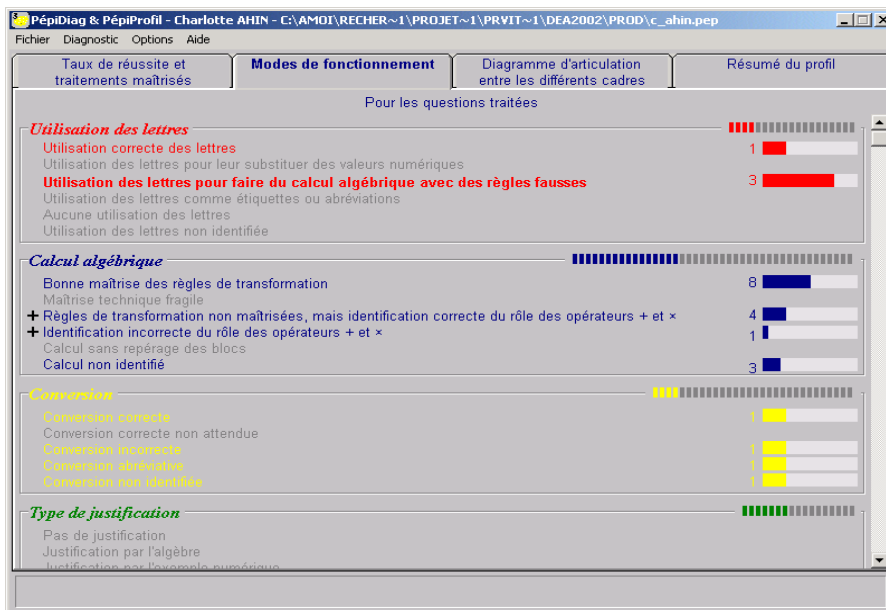 PépiDiag & PépiProfil - Charlotte AHIN - C:\AMOI\RECHER~1\PROJET~1\PRVIT~1\DEA2002\PROD\c_ahin.pep
Fichier Diagnostic Options Aide
Taux de réussite et traitements maîtrisés
Modes de fonctionnement
Diagramme d'articulation entre les différents cadres
Résumé du profil
Pour les questions traitées
Utilisation des lettres
Utilisation correcte des lettres 1
Utilisation des lettres pour leur substituer des valeurs numériques
Utilisation des lettres pour faire du calcul algébrique avec des règles fausses 3
Utilisation des lettres comme étiquettes ou abréviations
Aucune utilisation des lettres
Utilisation des lettres non identifiée
Calcul algébrique
Bonne maîtrise des règles de transformation 8
Maîtrise technique fragile
+ Règles de transformation non maîtrisées, mais identification correcte du rôle des opérateurs + et × 4
+ Identification incorrecte du rôle des opérateurs + et × 1
Calcul sans repérage des blocs
Calcul non identifié 3
Conversion
Conversion correcte 1
Conversion correcte non attendue
Conversion incorrecte 1
Conversion abréviative 1
Conversion non identifiée 1
Type de justification
Pas de justification
Justification par l'algèbre
Justification par l'exemple numérique